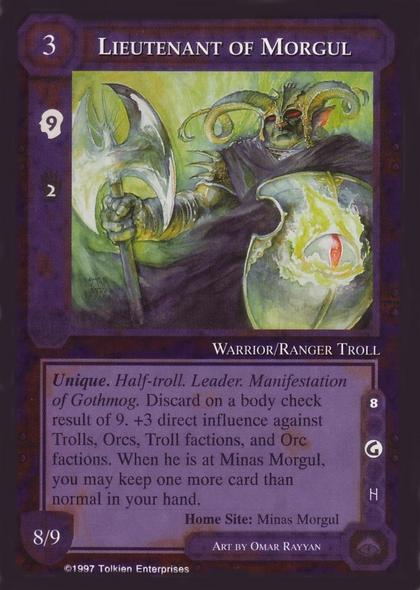 3
LIEUTENANT OF MORGUL
9
2
WARRIOR/RANGER TROLL
Unique. Half-troll. Leader. Manifestation
of Gothmog. Discard on a body check
result of 9. +3 direct influence against
Trolls, Orcs, Troll factions, and Orc
factions. When he is at Minas Morgul,
you may keep one more card than
normal in your hand.
Home Site: Minas Morgul
8
G
H
8/9
ART BY OMAR RAYYAN
©1997 Tolkien Enterprises